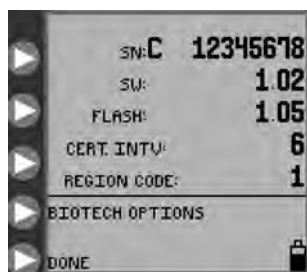 SN:C 12345678
SW: 1.02
FLASH: 1.05
CERT. INTV: 6
REGION CODE: 1
BIOTECH OPTIONS
DONE